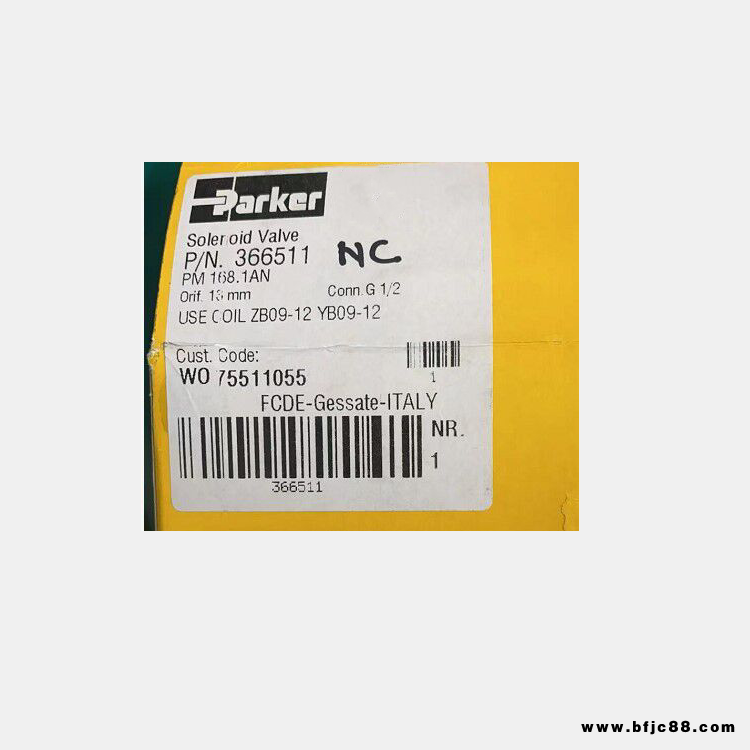 Parker
Solenoid Valve
P/N. 366511 NC
PM 168.1AN
Orif. 13 mm Conn. G 1/2
USE COIL ZB09-12 YB09-12
Cust. Code:
1
WO 75511055
FCDE-Gessate-ITALY
NR.
1
366511
www.bfjc88.com